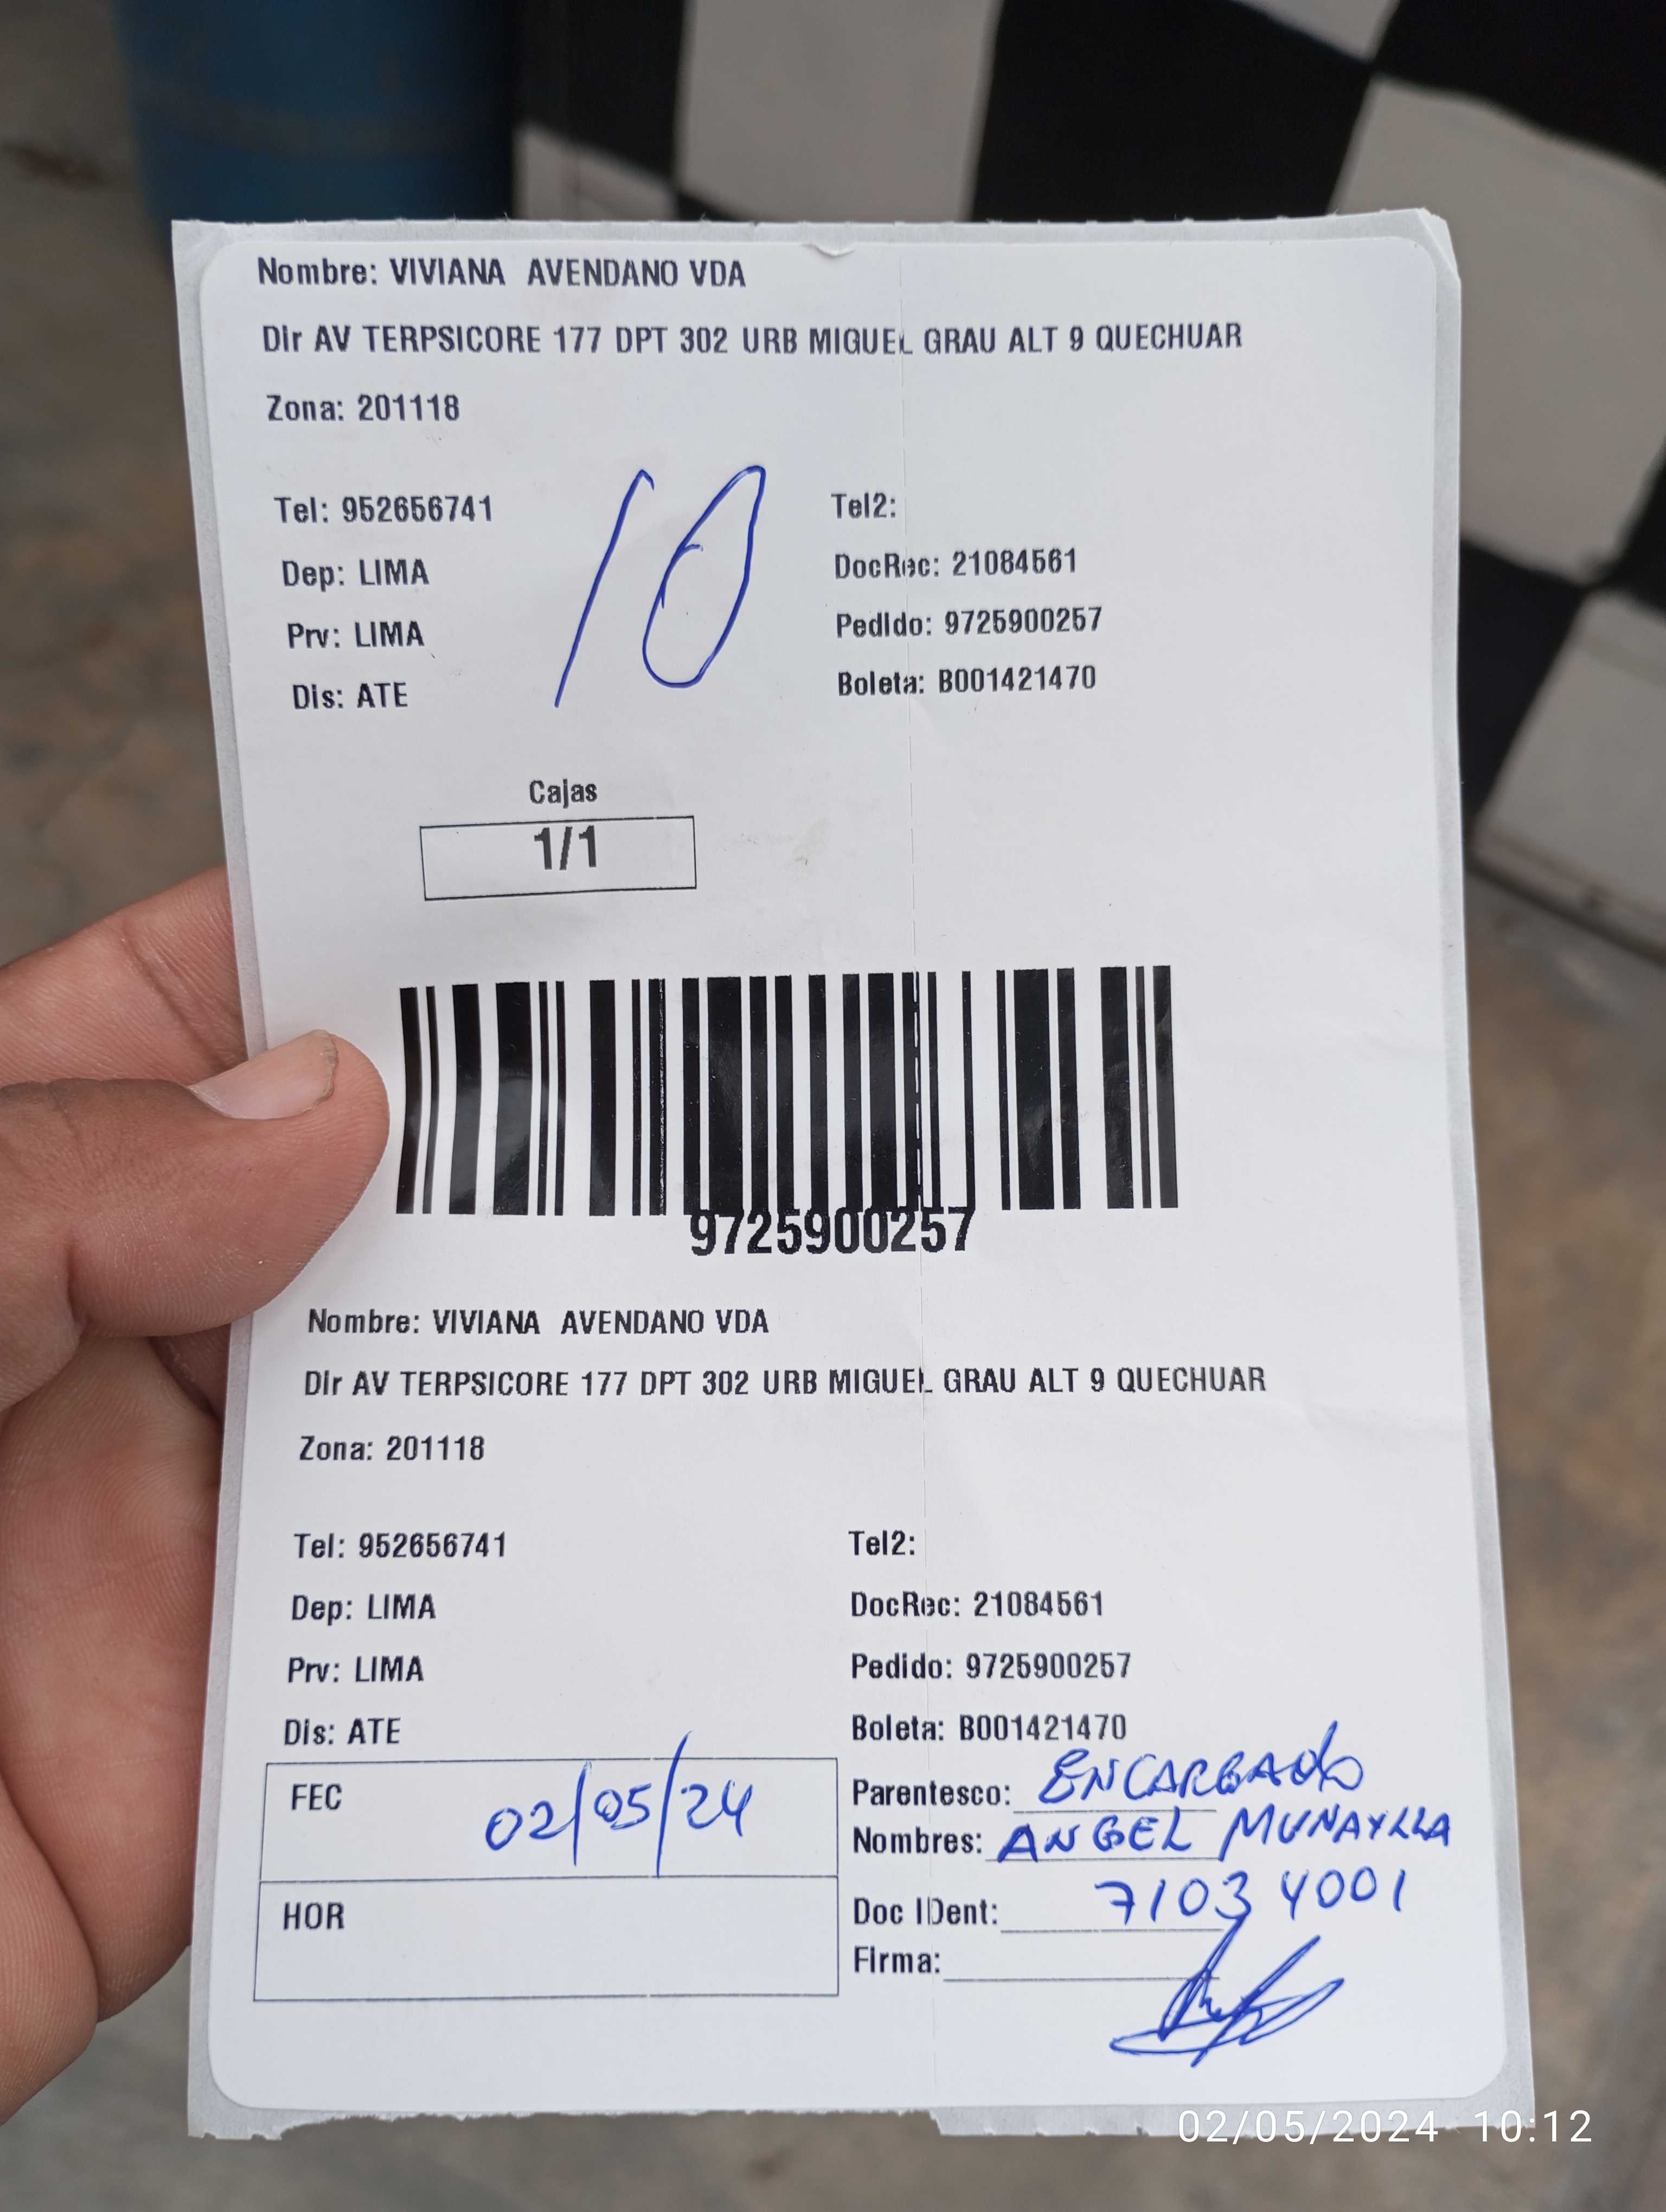 Nombre: VIVIANA AVENDANO VDA
Dir AV TERPSICORE 177 DPT 302 URB MIGUEL GRAU ALT 9 QUECHUAR
Zona: 201118
10
Tel: 952656741 Tel2:
Dep: LIMA DocRec: 21084561
Prv: LIMA Pedido: 9725900257
Dis: ATE Boleta: B001421470
Cajas
1/1
9725900257
Nombre: VIVIANA AVENDANO VDA
Dir AV TERPSICORE 177 DPT 302 URB MIGUEL GRAU ALT 9 QUECHUAR
Zona: 201118
Tel: 952656741 Tel2:
Dep: LIMA DocRec: 21084561
Prv: LIMA Pedido: 9725900257
Dis: ATE Boleta: B001421470
FEC 02/05/24
HOR
Parentesco: ENCARGADO
Nombres: ANGEL MUNAYLLA
Doc IDent: 71034001
Firma:
02/05/2024 10:12